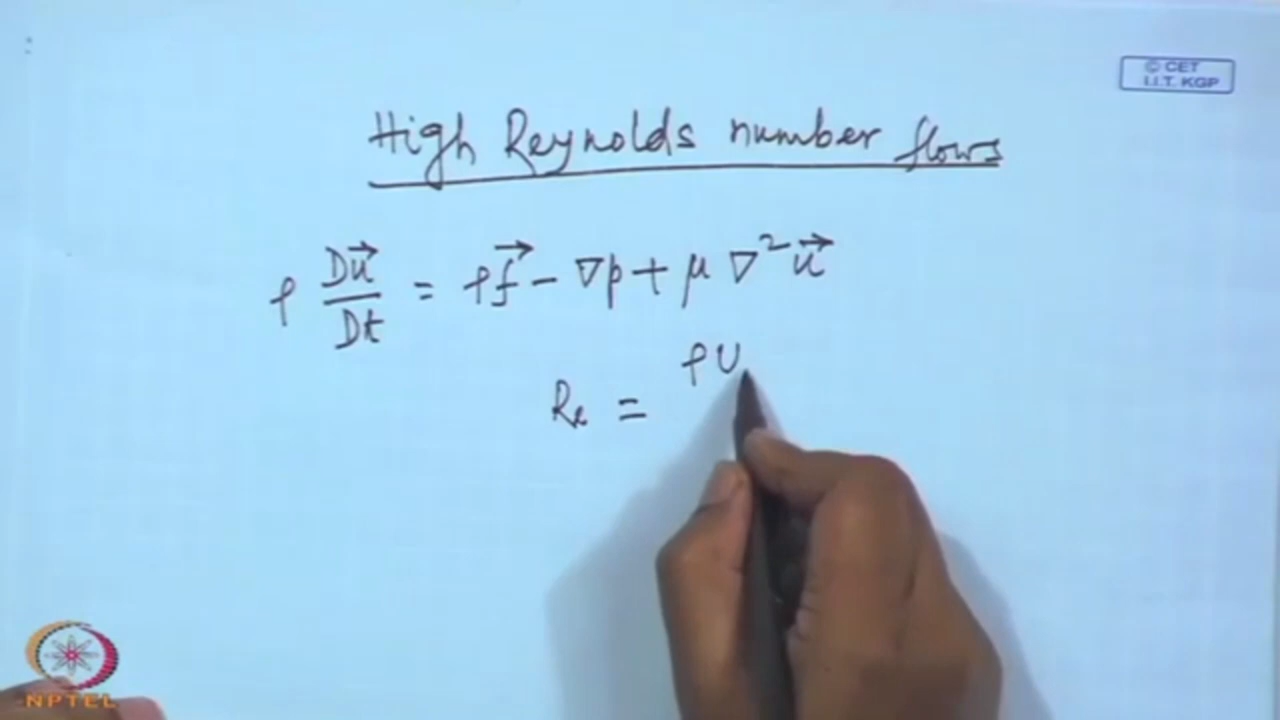 © CET
I.I.T. KGP
High Reynolds number flows
ρ Du⃗/Dt = ρf⃗ - ∇p + μ ∇²u⃗
Re = ρU
NPTEL